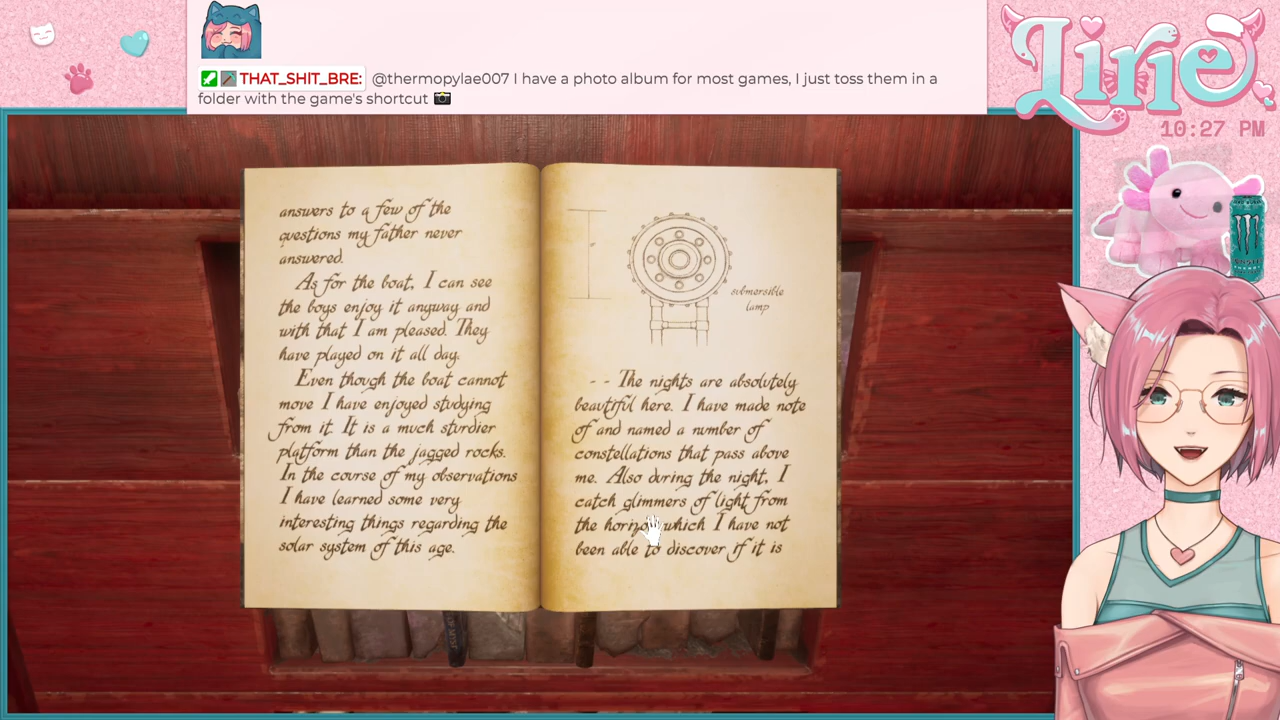 THAT_SHIT_BRE: @thermopylae007 I have a photo album for most games, I just toss them in a
folder with the game's shortcut
Lirie
10:27 PM
answers to a few of the
questions my father never
answered.
As for the boat, I can see
the boys enjoy it anyway and
with that I am pleased. They
have played on it all day.
Even though the boat cannot
move I have enjoyed studying
from it. It is a much sturdier
platform than the jagged rocks.
In the course of my observations
I have learned some very
interesting things regarding the
solar system of this age.
submersible
lamp
- - The nights are absolutely
beautiful here. I have made note
of and named a number of
constellations that pass above
me. Also during the night, I
catch glimmers of light from
the horizon which I have not
been able to discover if it is